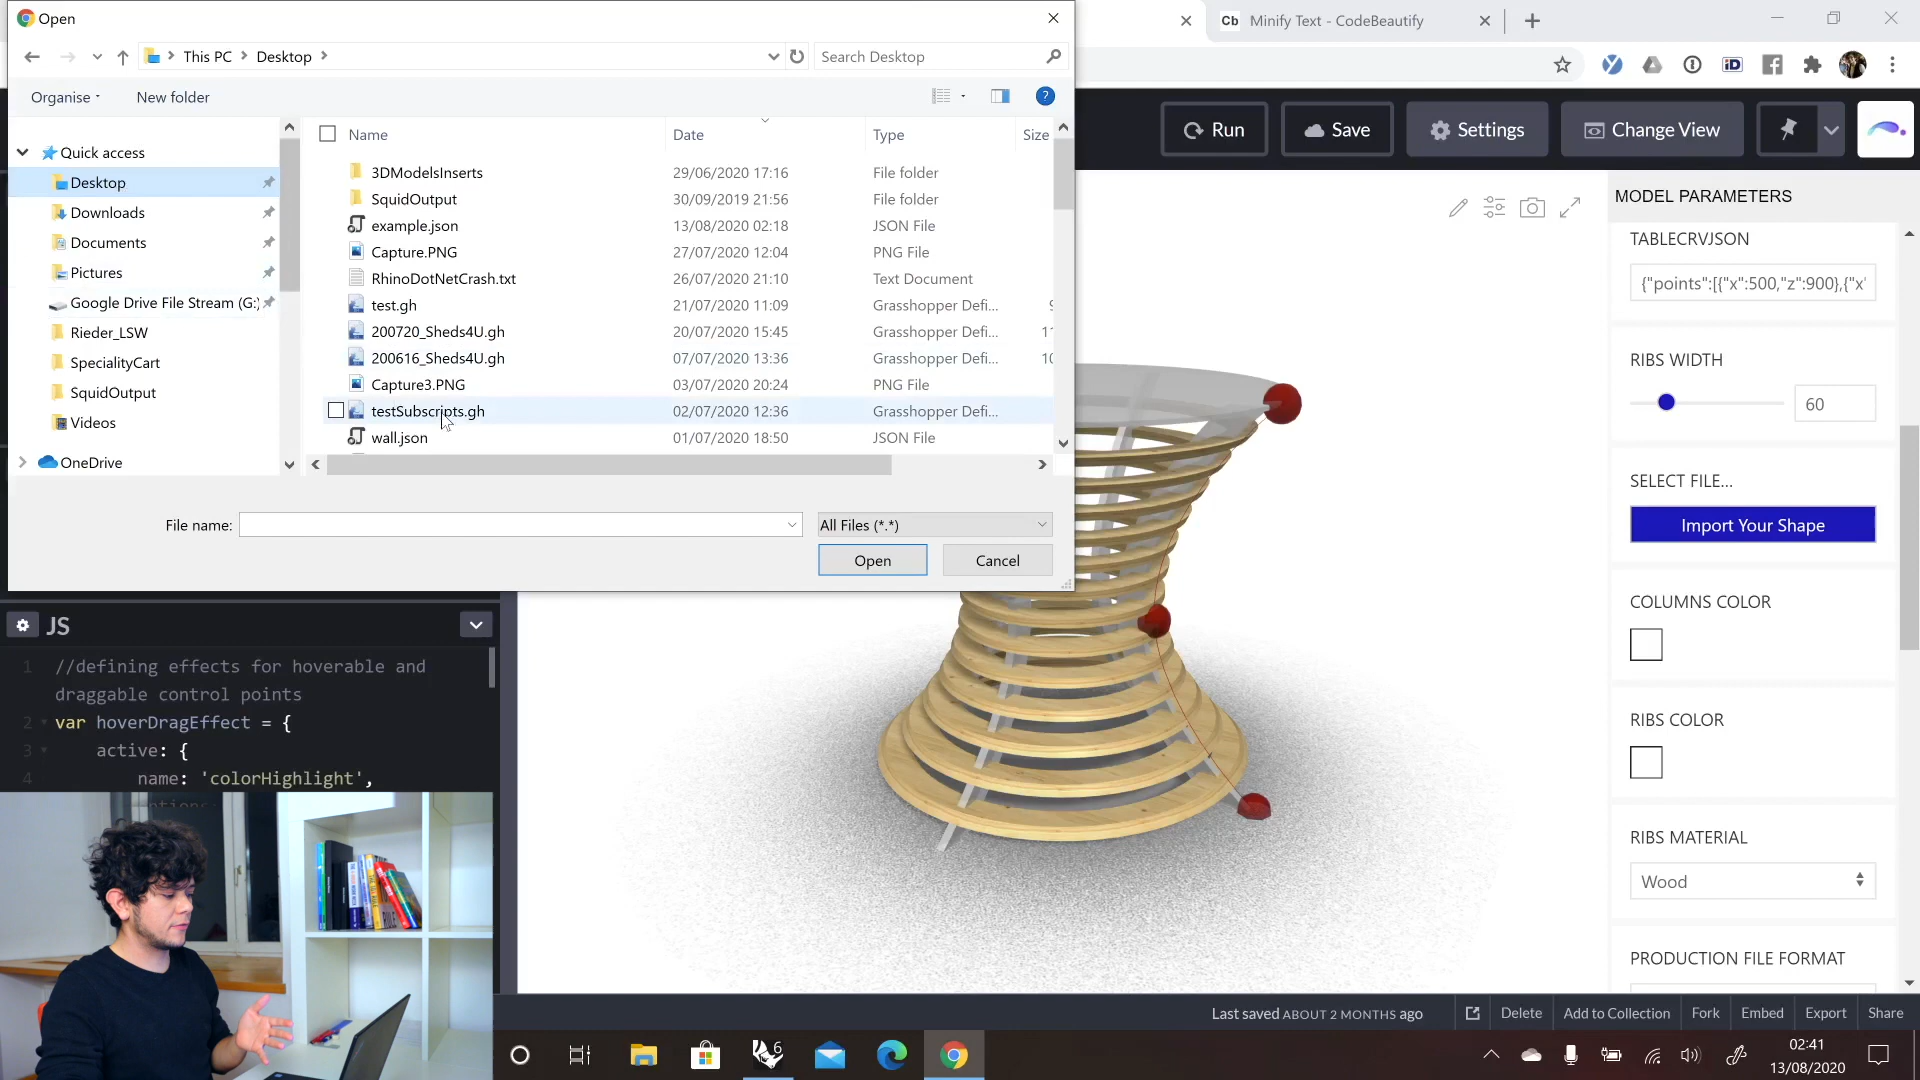 Open
Cb Minify Text - CodeBeautify
This PC
Desktop
Search Desktop
Organise
New folder
?
iD
Run
Save
Settings
Change View
Quick access
Desktop
Downloads
Documents
Pictures
Google Drive File Stream (G:)
Rieder_LSW
SpecialityCart
SquidOutput
Videos
OneDrive
Name Date Type Size
3DModelsInserts 29/06/2020 17:16 File folder
SquidOutput 30/09/2019 21:56 File folder
example.json 13/08/2020 02:18 JSON File
Capture.PNG 27/07/2020 12:04 PNG File
RhinoDotNetCrash.txt 26/07/2020 21:10 Text Document
test.gh 21/07/2020 11:09 Grasshopper Defi...
200720_Sheds4U.gh 20/07/2020 15:45 Grasshopper Defi... 11
200616_Sheds4U.gh 07/07/2020 13:36 Grasshopper Defi... 10
Capture3.PNG 03/07/2020 20:24 PNG File
testSubscripts.gh 02/07/2020 12:36 Grasshopper Defi...
wall.json 01/07/2020 18:50 JSON File
File name:
All Files (*.*)
Open
Cancel
MODEL PARAMETERS
TABLECRVJSON
{"points":[{"x":500,"z":900},{"x"
RIBS WIDTH
60
SELECT FILE...
Import Your Shape
COLUMNS COLOR
RIBS COLOR
RIBS MATERIAL
Wood
PRODUCTION FILE FORMAT
JS
1 //defining effects for hoverable and
draggable control points
2 var hoverDragEffect = {
3 active: {
4 name: 'colorHighlight',
Last saved ABOUT 2 MONTHS ago
Delete
Add to Collection
Fork
Embed
Export
Share
6
02:41
13/08/2020